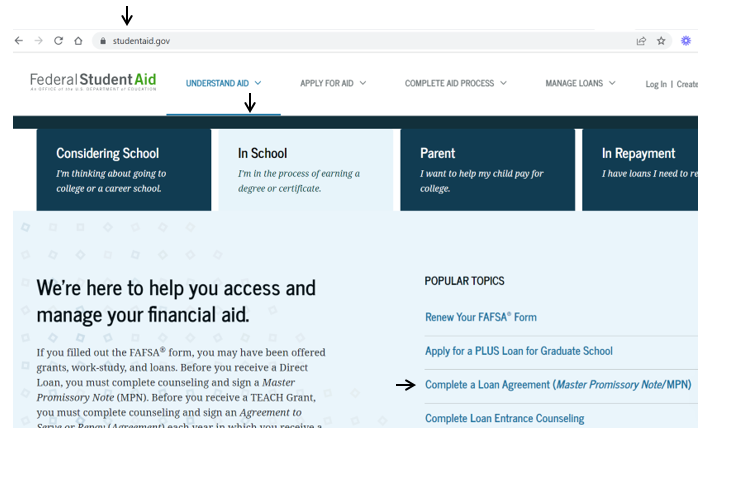 studentaid.gov
Federal Student Aid
An OFFICE of the U.S. DEPARTMENT of EDUCATION
UNDERSTAND AID
APPLY FOR AID
COMPLETE AID PROCESS
MANAGE LOANS
Log In | Create
Considering School
I'm thinking about going to
college or a career school.
In School
I'm in the process of earning a
degree or certificate.
Parent
I want to help my child pay for
college.
In Repayment
I have loans I need to re
We're here to help you access and
manage your financial aid.
If you filled out the FAFSA® form, you may have been offered
grants, work-study, and loans. Before you receive a Direct
Loan, you must complete counseling and sign a Master
Promissory Note (MPN). Before you receive a TEACH Grant,
you must complete counseling and sign an Agreement to
Serve or Repay (Agreement) each year in which you receive a
POPULAR TOPICS
Renew Your FAFSA® Form
Apply for a PLUS Loan for Graduate School
Complete a Loan Agreement (Master Promissory Note/MPN)
Complete Loan Entrance Counseling